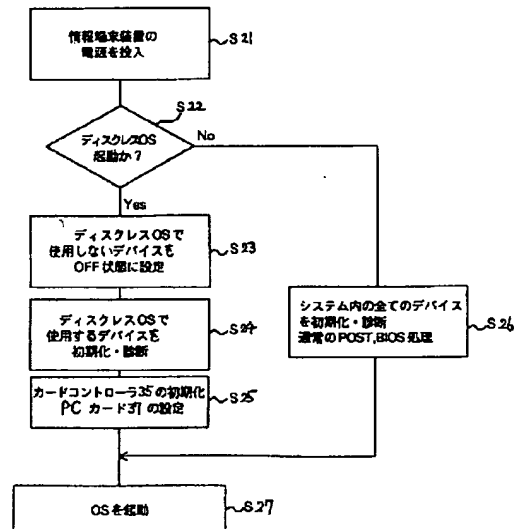 情報端末装置の
電源を投入
S21
S22
ディスクレスOS
起動か?
No
Yes
ディスクレスOSで
使用しないデバイスを
OFF状態に設定
S23
ディスクレスOSで
使用するデバイスを
初期化・診断
S24
システム内の全てのデバイス
を初期化・診断
通常のPOST,BIOS処理
S26
カードコントローラ35の初期化
PCカード37の設定
S25
OSを起動
S27